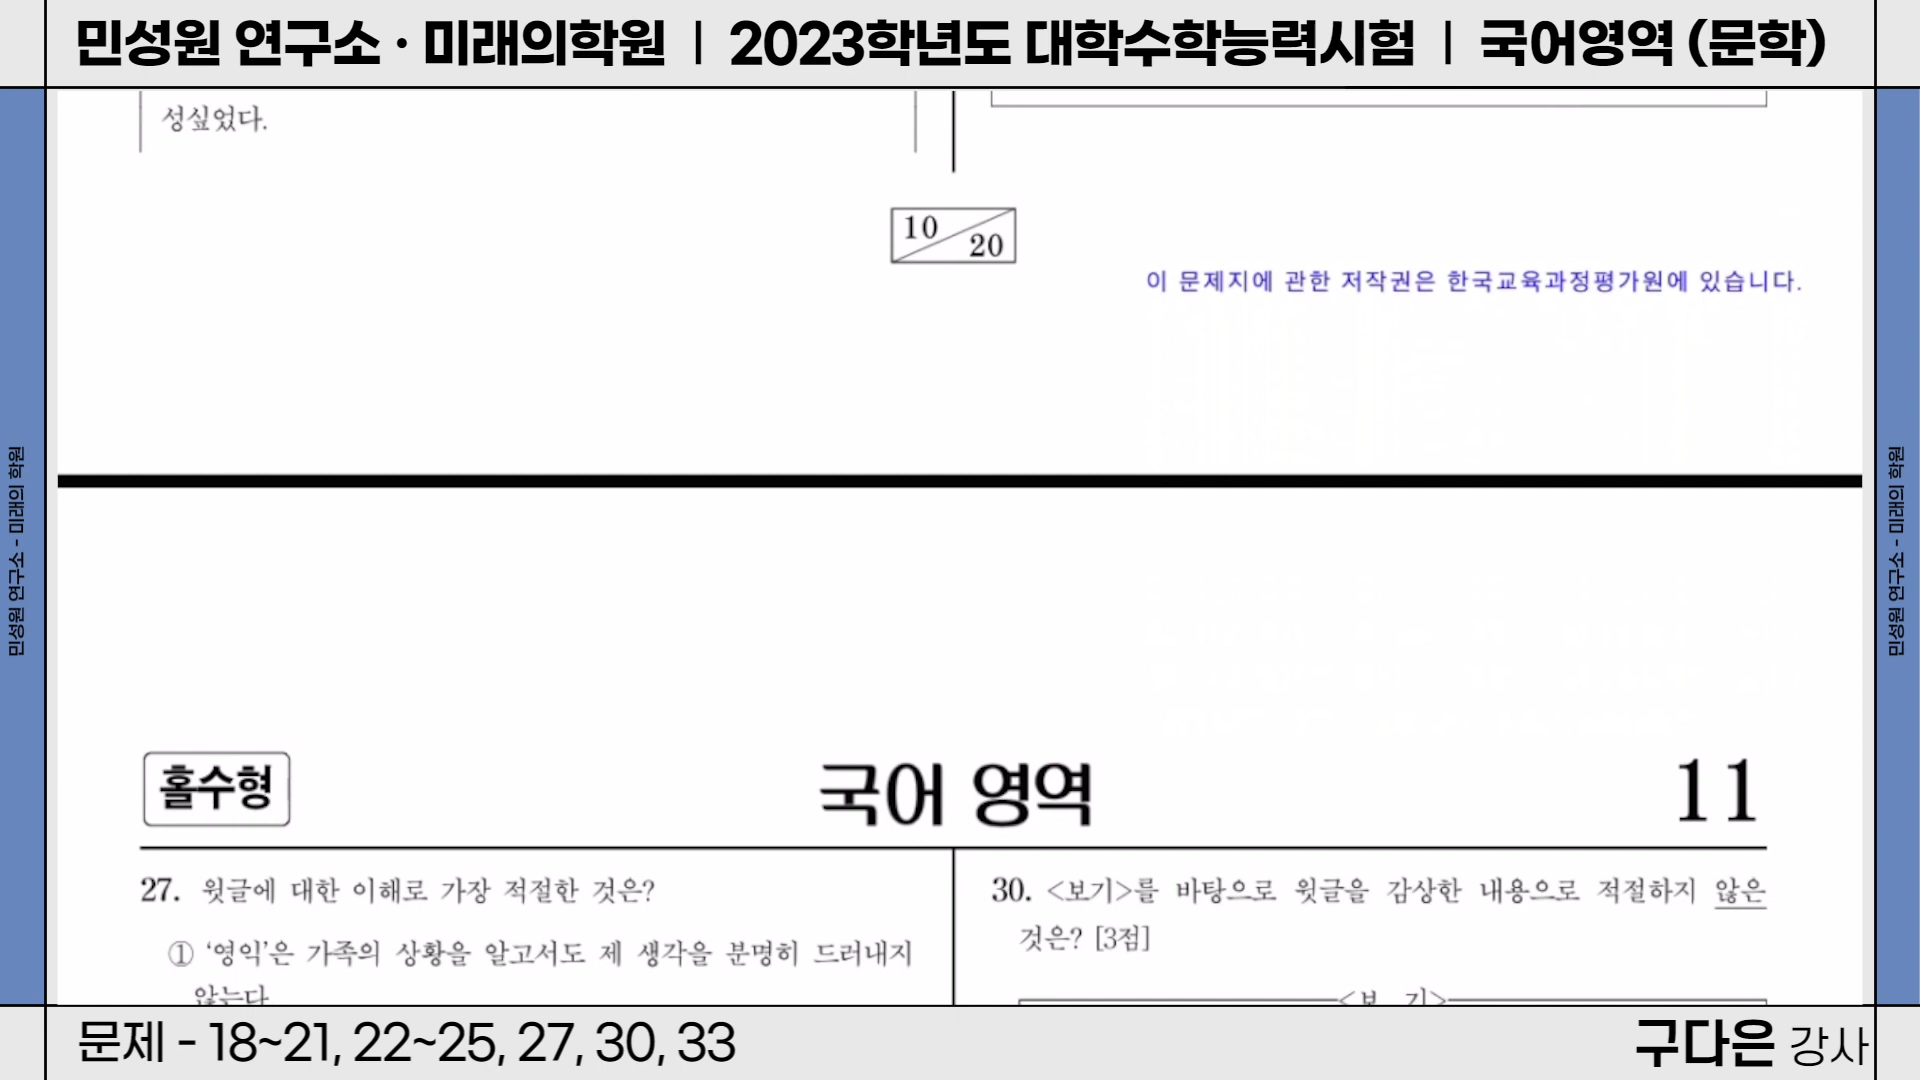 민성원 연구소 · 미래의학원 | 2023학년도 대학수학능력시험 | 국어영역 (문학)
성싶었다.
10
20
이 문제지에 관한 저작권은 한국교육과정평가원에 있습니다.
민성원 연구소 - 미래의 학원
민성원 연구소 - 미래의 학원
홀수형
국어 영역
11
27. 윗글에 대한 이해로 가장 적절한 것은?
① ‘영익’은 가족의 상황을 알고서도 제 생각을 분명히 드러내지
않는다
30. <보기>를 바탕으로 윗글을 감상한 내용으로 적절하지 않은
것은? [3점]
<보 기>
문제 - 18~21, 22~25, 27, 30, 33
구다은 강사